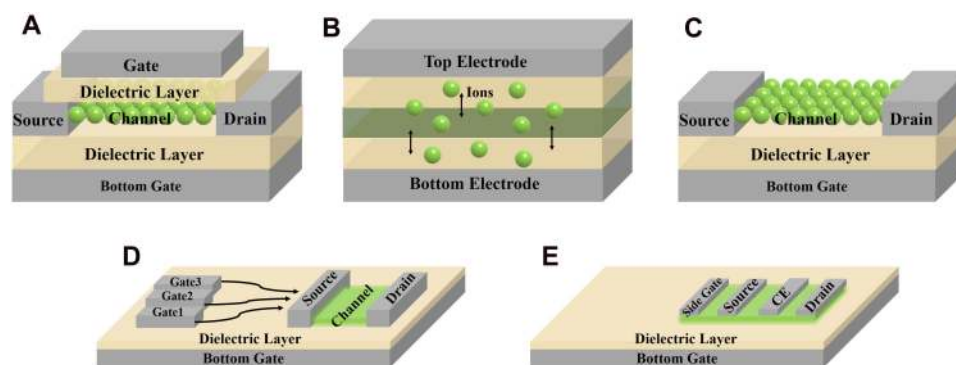 A
Gate
Dielectric Layer
Source
Channel
Drain
Dielectric Layer
Bottom Gate
B
Top Electrode
Ions
Bottom Electrode
C
Source
Channel
Drain
Dielectric Layer
Bottom Gate
D
Gate3
Gate2
Gate1
Source
Channel
Drain
Dielectric Layer
Bottom Gate
E
Side Gate
Source
CE
Drain
Dielectric Layer
Bottom Gate